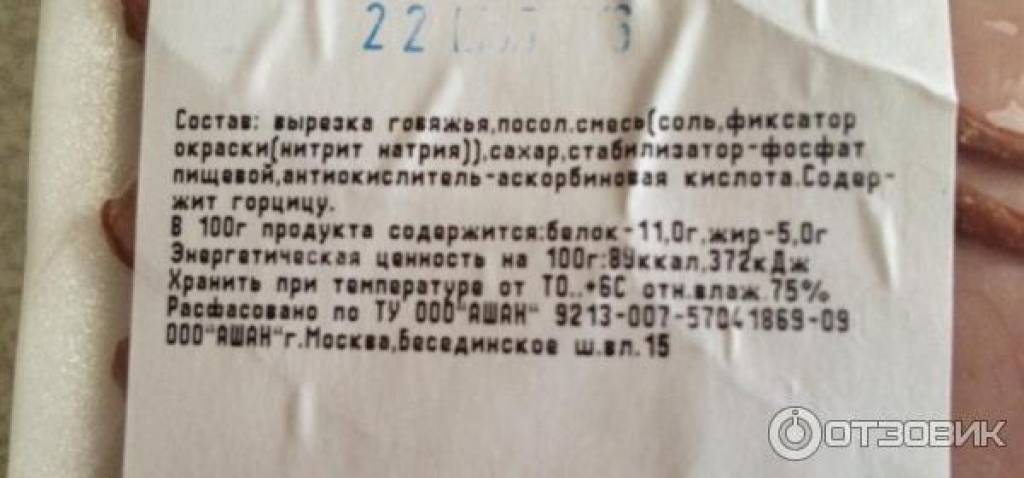 22 6
Состав: вырезка говяжья,посол.смесь(соль,фиксатор
окраски(нитрит натрия)),сахар,стабилизатор-фосфат
пищевой,антиокислитель-аскорбиновая кислота.Содер-
жит горчицу.
В 100г продукта содержится:белок-11,0г,жир-5,0г
Энергетическая ценность на 100г:89ккал,372кДж
Хранить при температуре от ТО..+6С отн.влаж.75%
Расфасовано по ТУ ООО"АШАН" 9213-007-57041869-09
ООО"АШАН"г.Москва,Бесединское ш.вл.15
ОТЗОВИК